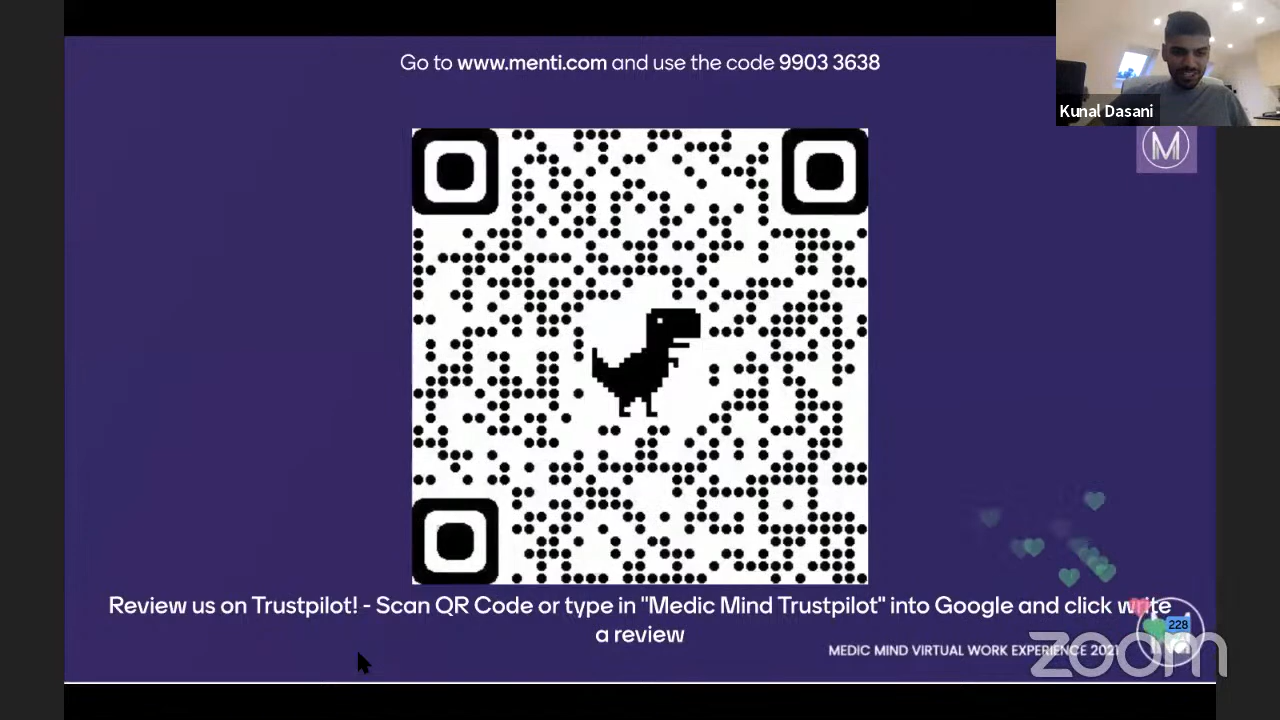 Go to www.menti.com and use the code 9903 3638
Kunal Dasani
M
Review us on Trustpilot! - Scan QR Code or type in "Medic Mind Trustpilot" into Google and click write
a review
228
MEDIC MIND VIRTUAL WORK EXPERIENCE
zoom